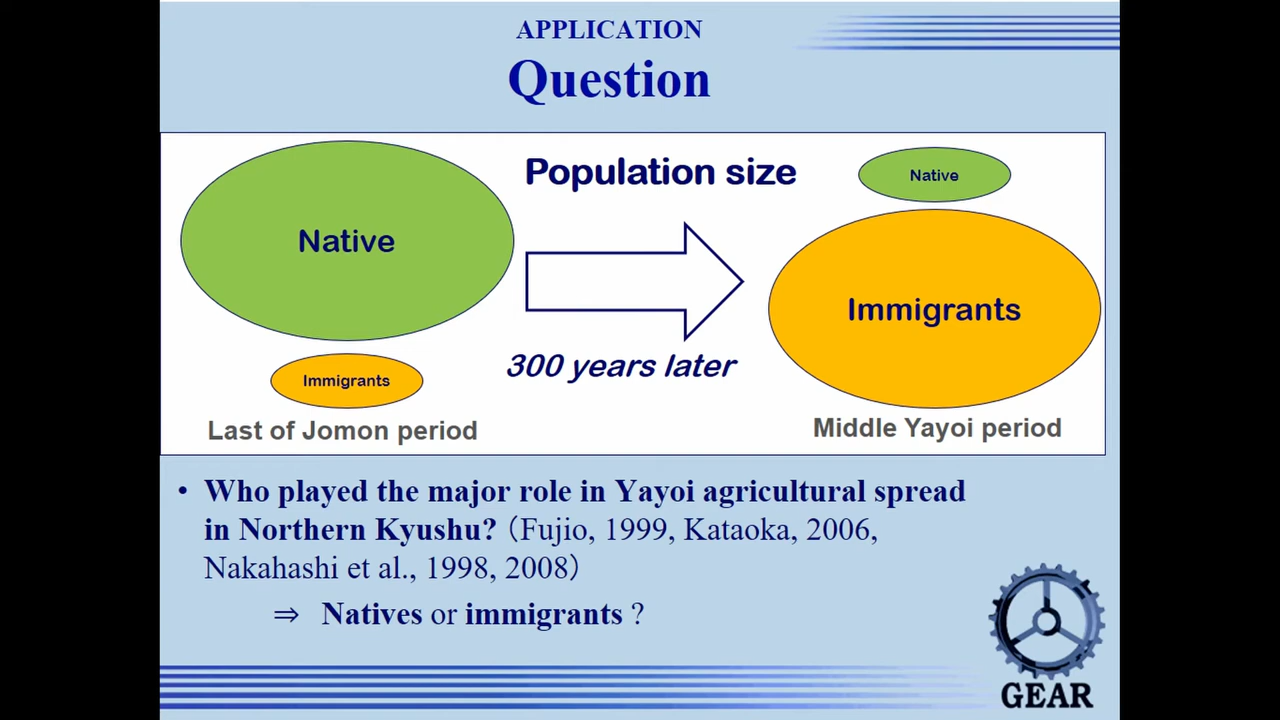 APPLICATION
Question
Native
Immigrants
Last of Jomon period
Population size
300 years later
Native
Immigrants
Middle Yayoi period
• Who played the major role in Yayoi agricultural spread
in Northern Kyushu? （Fujio, 1999, Kataoka, 2006,
Nakahashi et al., 1998, 2008）
⇒ Natives or immigrants ?
GEAR